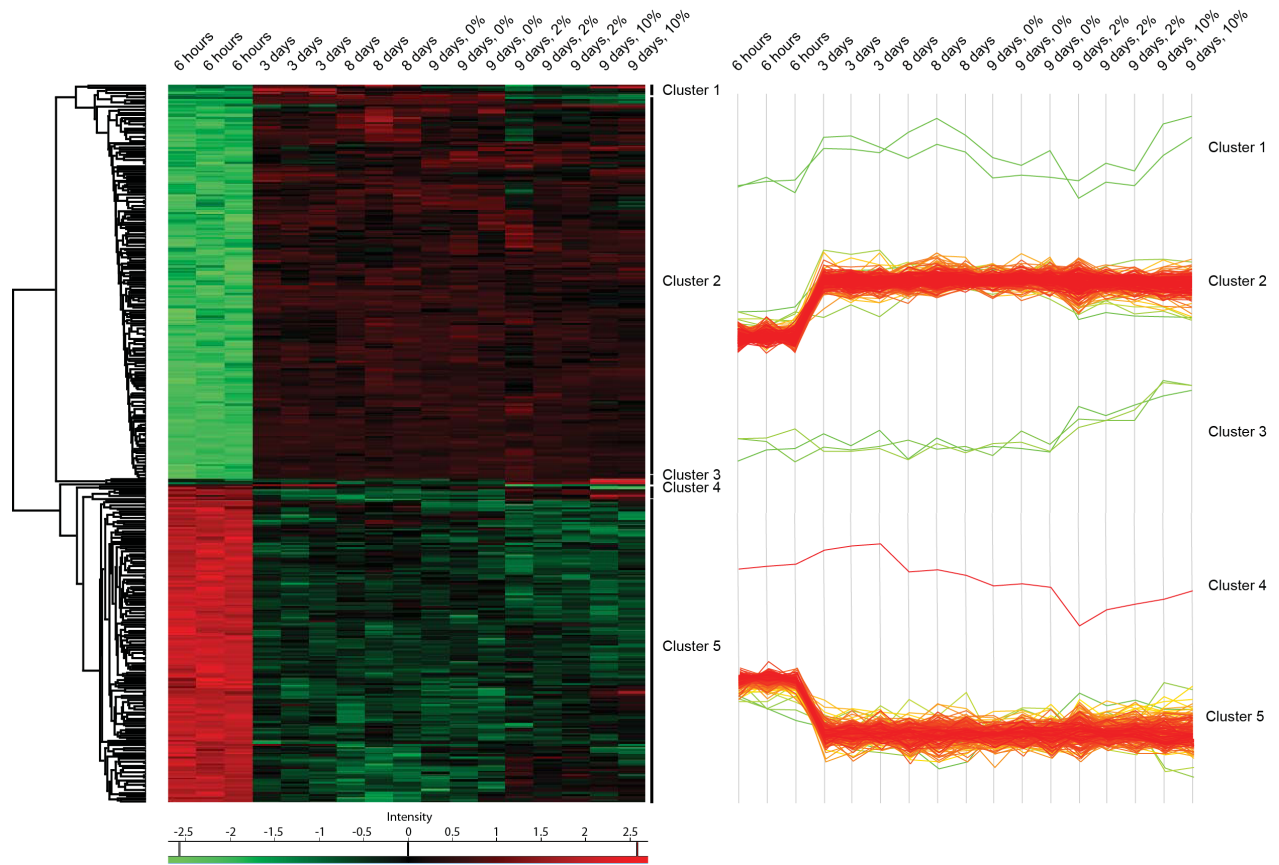 6 hours
6 hours
6 hours
3 days
3 days
3 days
8 days
8 days
8 days
9 days, 0%
9 days, 0%
9 days, 0%
9 days, 2%
9 days, 2%
9 days, 2%
9 days, 10%
9 days, 10%
Cluster 1
Cluster 2
Cluster 3
Cluster 4
Cluster 5
Intensity
-2.5 -2 -1.5 -1 -0.5 0 0.5 1 1.5 2 2.5
6 hours
6 hours
6 hours
3 days
3 days
3 days
8 days
8 days
8 days
9 days, 0%
9 days, 0%
9 days, 0%
9 days, 2%
9 days, 2%
9 days, 2%
9 days, 10%
9 days, 10%
Cluster 1
Cluster 2
Cluster 3
Cluster 4
Cluster 5